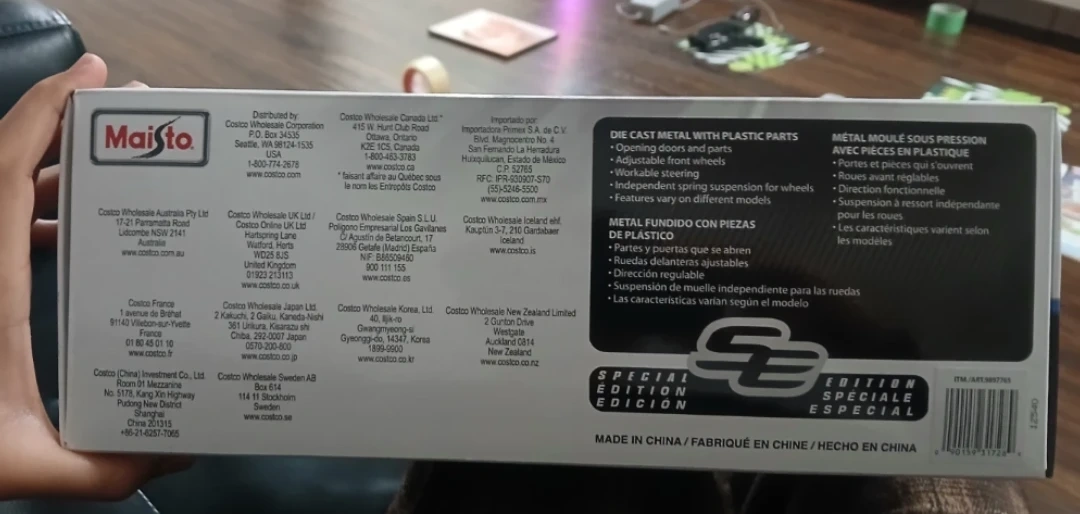 Maisto
Distributed by:
Costco Wholesale Corporation
P.O. Box 34535
Seattle, WA 98124-1535
USA
1-800-774-2678
www.costco.com
Costco Wholesale Canada Ltd.*
415 W. Hunt Club Road
Ottawa, Ontario
K2E 1C5, Canada
1-800-463-3783
www.costco.ca
* faisant affaire au Québec sous
le nom les Entrepôts Costco
Importado por:
Importadora Primex S.A. de C.V.
Blvd. Magnocentro No. 4
San Fernando La Herradura
Huixquilucan, Estado de México
C.P. 52765
RFC: IPR-930907-S70
(55)-5246-5500
www.costco.com.mx
Costco Wholesale Australia Pty Ltd
17-21 Parramatta Road
Lidcombe NSW 2141
Australia
www.costco.com.au
Costco Wholesale UK Ltd /
Costco Online UK Ltd
Hartspring Lane
Watford, Herts
WD25 8JS
United Kingdom
01923 213113
www.costco.co.uk
Costco Wholesale Spain S.L.U.
Polígono Empresarial Los Gavilanes
C/ Agustín de Betancourt, 17
28906 Getafe (Madrid) España
NIF: B86509460
900 111 155
www.costco.es
Costco Wholesale Iceland ehf.
Kauptún 3-7, 210 Gardabaer
Iceland
www.costco.is
Costco France
1 avenue de Bréhat
91140 Villebon-sur-Yvette
France
01 80 45 01 10
www.costco.fr
Costco Wholesale Japan Ltd.
2 Kakuchi, 2 Gaiku, Kaneda-Nishi
361 Urikura, Kisarazu shi
Chiba, 292-0007 Japan
0570-200-800
www.costco.co.jp
Costco Wholesale Korea, Ltd.
40, Iljik-ro
Gwangmyeong-si
Gyeonggi-do, 14347, Korea
1899-9900
www.costco.co.kr
Costco Wholesale New Zealand Limited
2 Gunton Drive
Westgate
Auckland 0814
New Zealand
www.costco.co.nz
Costco (China) Investment Co., Ltd.
Room 01 Mezzanine
No. 5178, Kang Xin Highway
Pudong New District
Shanghai
China 201315
+86-21-6257-7065
Costco Wholesale Sweden AB
Box 614
114 11 Stockholm
Sweden
www.costco.se
DIE CAST METAL WITH PLASTIC PARTS
• Opening doors and parts
• Adjustable front wheels
• Workable steering
• Independent spring suspension for wheels
• Features vary on different models
METAL FUNDIDO CON PIEZAS
DE PLÁSTICO
• Partes y puertas que se abren
• Ruedas delanteras ajustables
• Dirección regulable
• Suspensión de muelle independiente para las ruedas
• Las características varían según el modelo
MÉTAL MOULÉ SOUS PRESSION
AVEC PIÈCES EN PLASTIQUE
• Portes et pièces qui s'ouvrent
• Roues avant réglables
• Direction fonctionnelle
• Suspension à ressort indépendante
pour les roues
• Les caractéristiques varient selon
les modèles
SE
SPECIAL
ÉDITION
EDICIÓN
EDITION
SPÉCIALE
ESPECIAL
MADE IN CHINA / FABRIQUÉ EN CHINE / HECHO EN CHINA
ITM./ART.9897765
12540